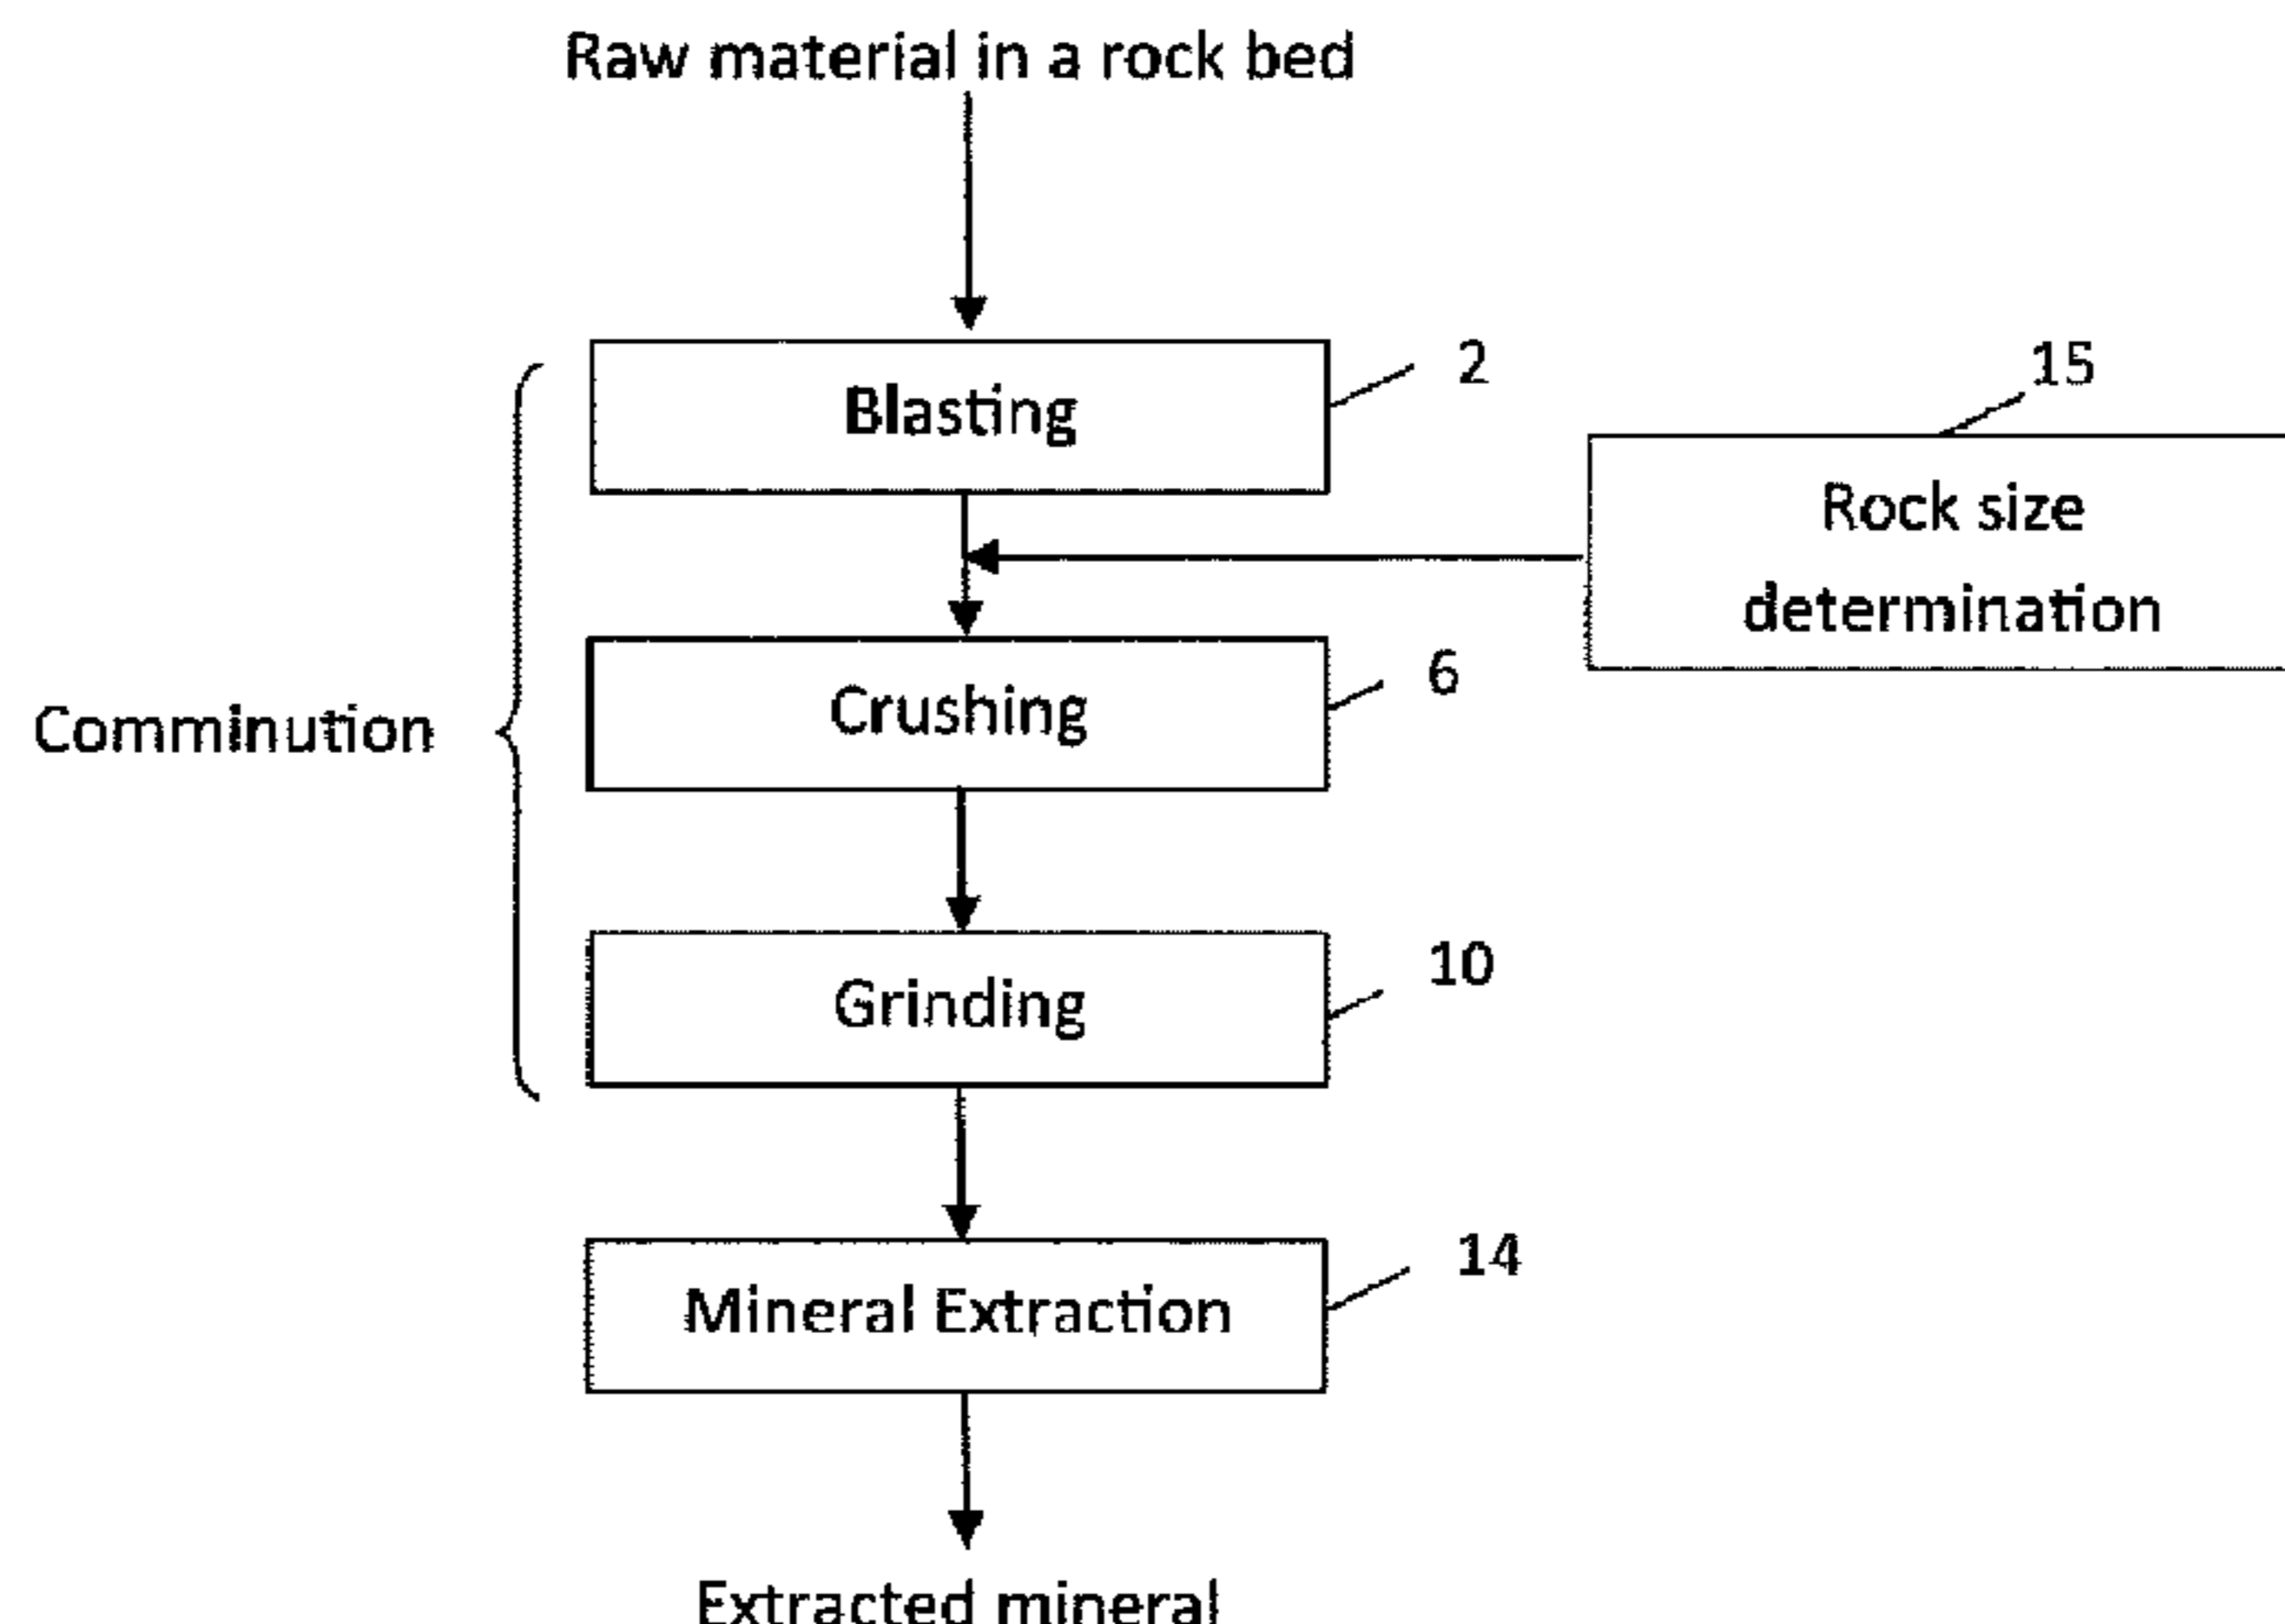 Raw material in a rock bed
Blasting
2
15
Rock size
determination
Crushing
6
Comminution
Grinding
10
Mineral Extraction
14
Extracted mineral